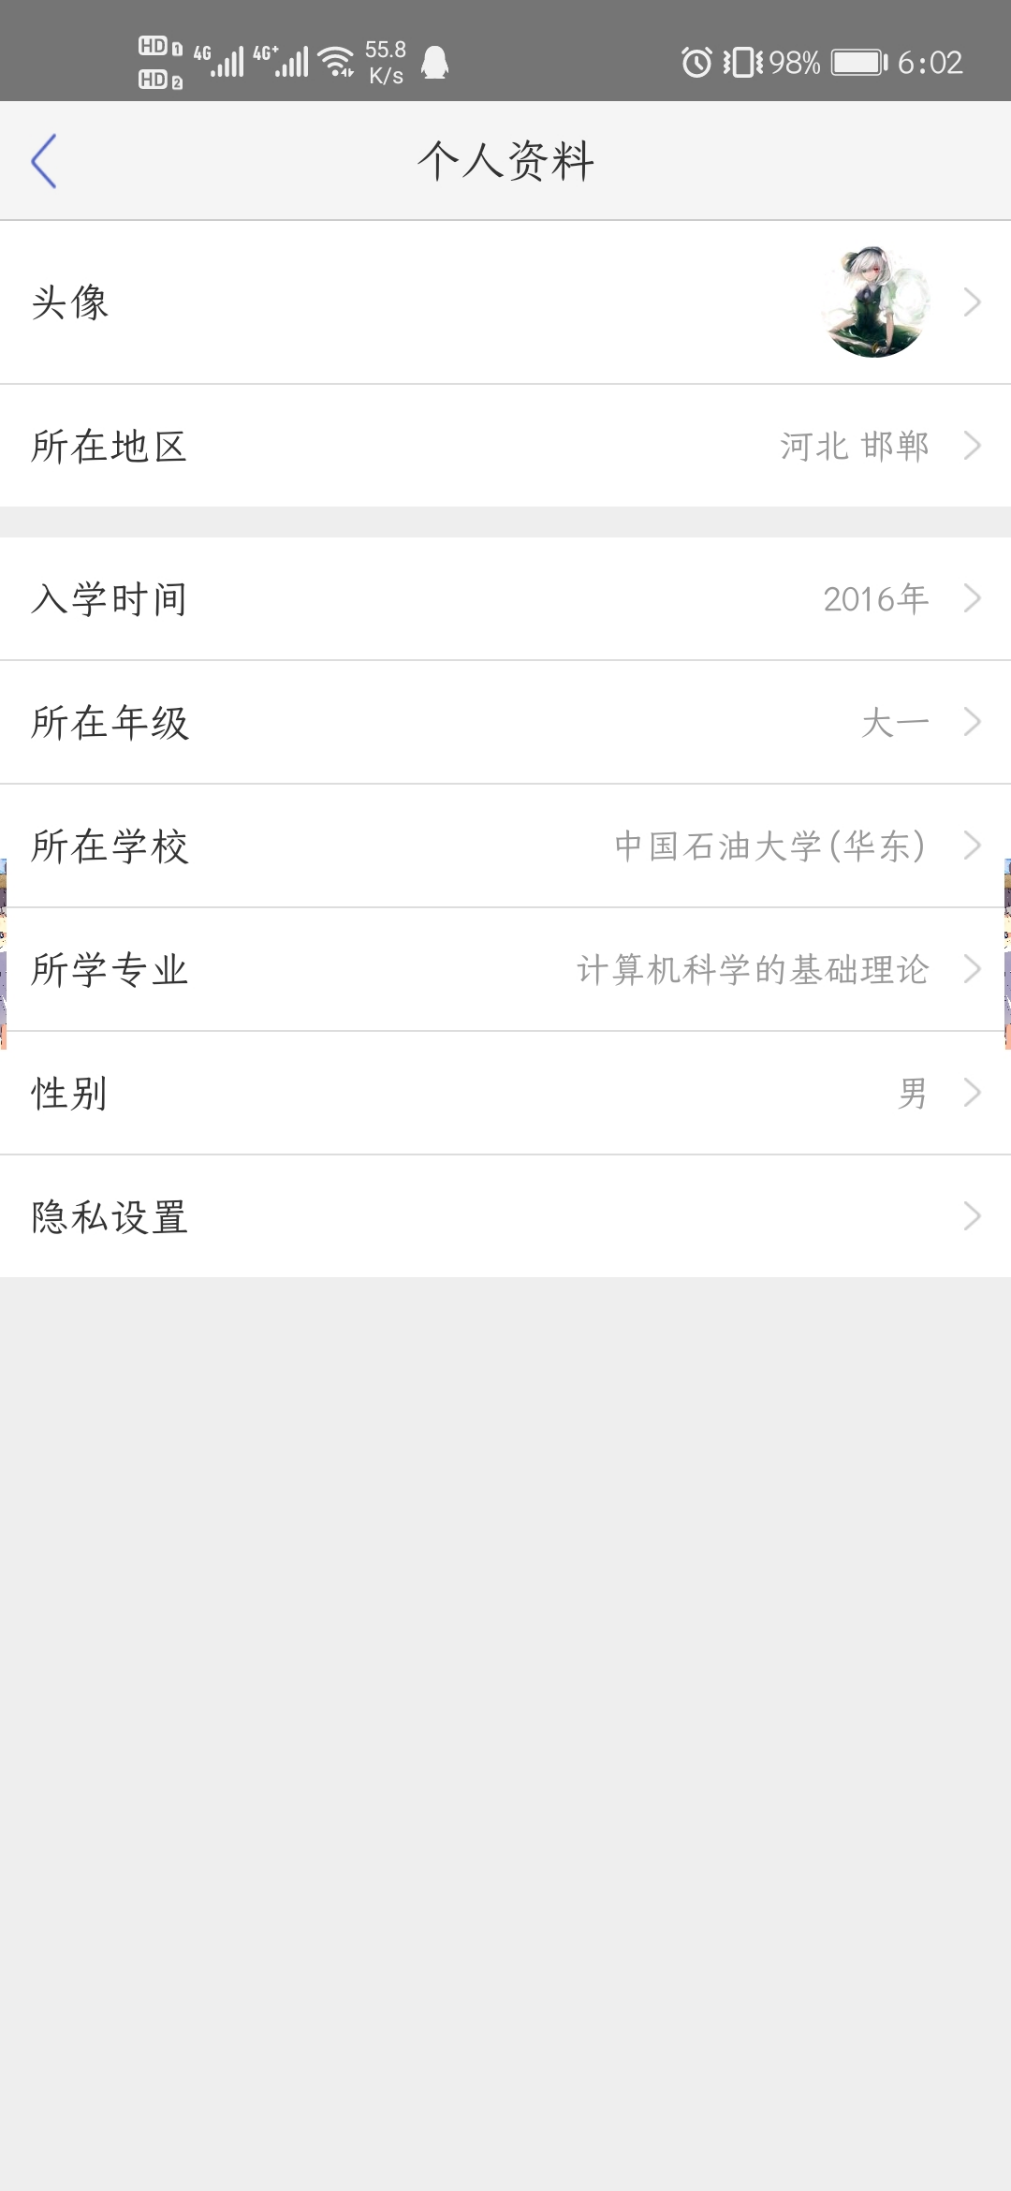 HD 1 4G 4G+ 55.8 98% 6:02
HD 2 K/s
个人资料
头像
所在地区 河北 邯郸
入学时间 2016年
所在年级 大一
所在学校 中国石油大学(华东)
所学专业 计算机科学的基础理论
性别 男
隐私设置